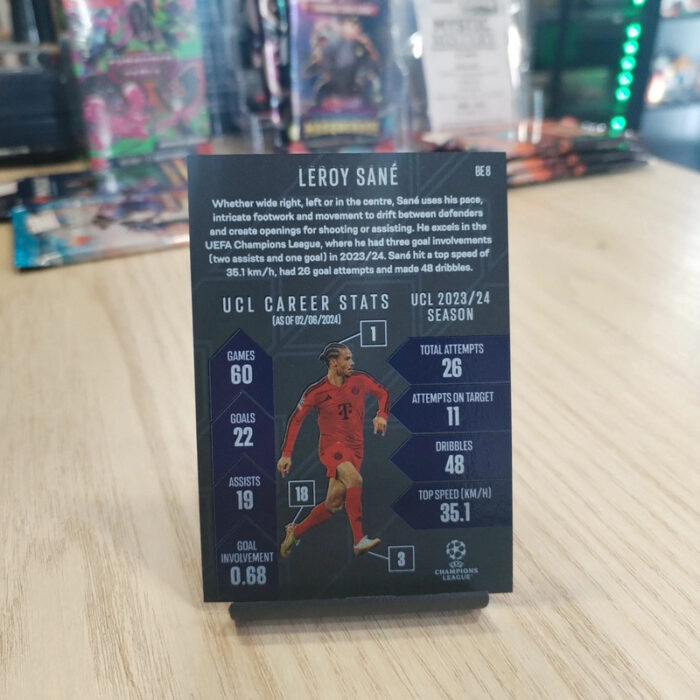 LEROY SANÉ
BE 8
Whether wide right, left or in the centre, Sané uses his pace,
intricate footwork and movement to drift between defenders
and create openings for shooting or assisting. He excels in the
UEFA Champions League, where he had three goal involvements
(two assists and one goal) in 2023/24. Sané hit a top speed of
35.1 km/h, had 26 goal attempts and made 48 dribbles.
UCL CAREER STATS
(AS OF 02/06/2024)
GAMES
60
GOALS
22
ASSISTS
19
GOAL
INVOLVEMENT
0.68
1
18
3
T
UCL 2023/24
SEASON
TOTAL ATTEMPTS
26
ATTEMPTS ON TARGET
11
DRIBBLES
48
TOP SPEED (KM/H)
35.1
CHAMPIONS
LEAGUE